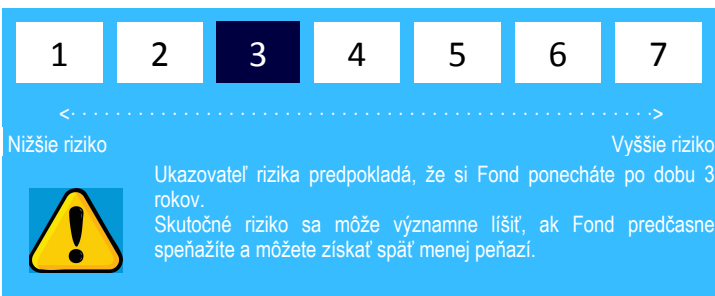 1 2 3 4 5 6 7
<· · · · · · · · · · · · · · · · · · · · · · · · · · · · · · · · · · · · · · · · · · · · · · · · · · · ·>
Nižšie riziko Vyššie riziko
Ukazovateľ rizika predpokladá, že si Fond ponecháte po dobu 3
rokov.
Skutočné riziko sa môže významne líšiť, ak Fond predčasne
speňažíte a môžete získať späť menej peňazí.